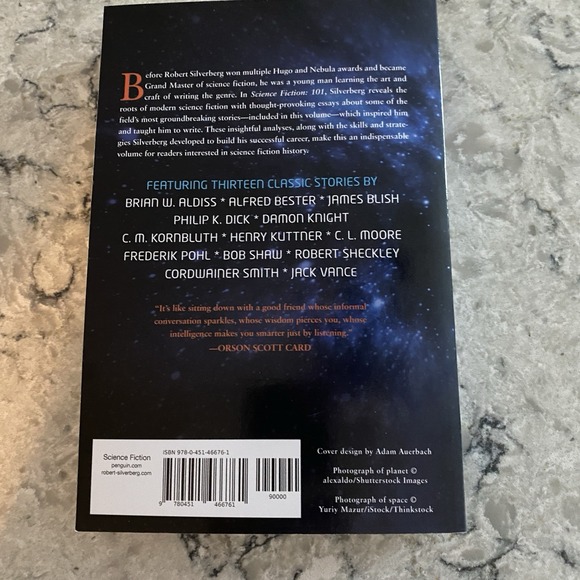 Before Robert Silverberg won multiple Hugo and Nebula awards and became
Grand Master of science fiction, he was a young man learning the art and
craft of writing the genre. In Science Fiction: 101, Silverberg reveals the
roots of modern science fiction with thought-provoking essays about some of the
field's most groundbreaking stories—included in this volume—which inspired him
and taught him to write. These insightful analyses, along with the skills and strate-
gies Silverberg developed to build his successful career, make this an indispensable
volume for readers interested in science fiction history.
FEATURING THIRTEEN CLASSIC STORIES BY
BRIAN W. ALDISS * ALFRED BESTER * JAMES BLISH
PHILIP K. DICK * DAMON KNIGHT
C. M. KORNBLUTH * HENRY KUTTNER * C. L. MOORE
FREDERIK POHL * BOB SHAW * ROBERT SHECKLEY
CORDWAINER SMITH * JACK VANCE
"It's like sitting down with a good friend whose informal
conversation sparkles, whose wisdom pierces you, whose
intelligence makes you smarter just by listening."
—ORSON SCOTT CARD
Science Fiction
penguin.com
robert-silverberg.com
ISBN 978-0-451-46676-1
90000
9 780451 466761
Cover design by Adam Auerbach
Photograph of planet ©
alexaldo/Shutterstock Images
Photograph of space ©
Yuriy Mazur/iStock/Thinkstock